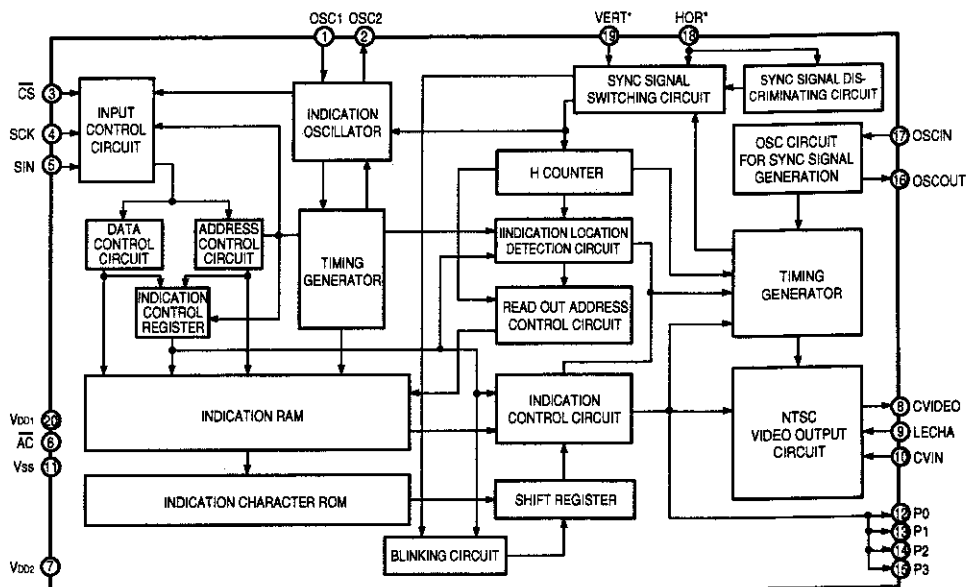 OSC1 OSC2
1 2
VERT* HOR*
19 18
CS 3
SCK 4
SIN 5
INPUT
CONTROL
CIRCUIT
INDICATION
OSCILLATOR
SYNC SIGNAL
SWITCHING CIRCUIT
SYNC SIGNAL DIS-
CRIMINATING CIRCUIT
OSC CIRCUIT
FOR SYNC SIGNAL
GENERATION
17 OSCIN
16 OSCOUT
H COUNTER
DATA
CONTROL
CIRCUIT
ADDRESS
CONTROL
CIRCUIT
TIMING
GENERATOR
IINDICATION LOCATION
DETECTION CIRCUIT
TIMING
GENERATOR
INDICATION
CONTROL
REGISTER
READ OUT ADDRESS
CONTROL CIRCUIT
INDICATION RAM
INDICATION
CONTROL
CIRCUIT
NTSC
VIDEO OUTPUT
CIRCUIT
8 CVIDEO
9 LECHA
10 CVIN
VDD1 20
AC 6
VSS 11
INDICATION CHARACTER ROM
SHIFT REGISTER
BLINKING CIRCUIT
12 P0
13 P1
14 P2
15 P3
VDD2 7